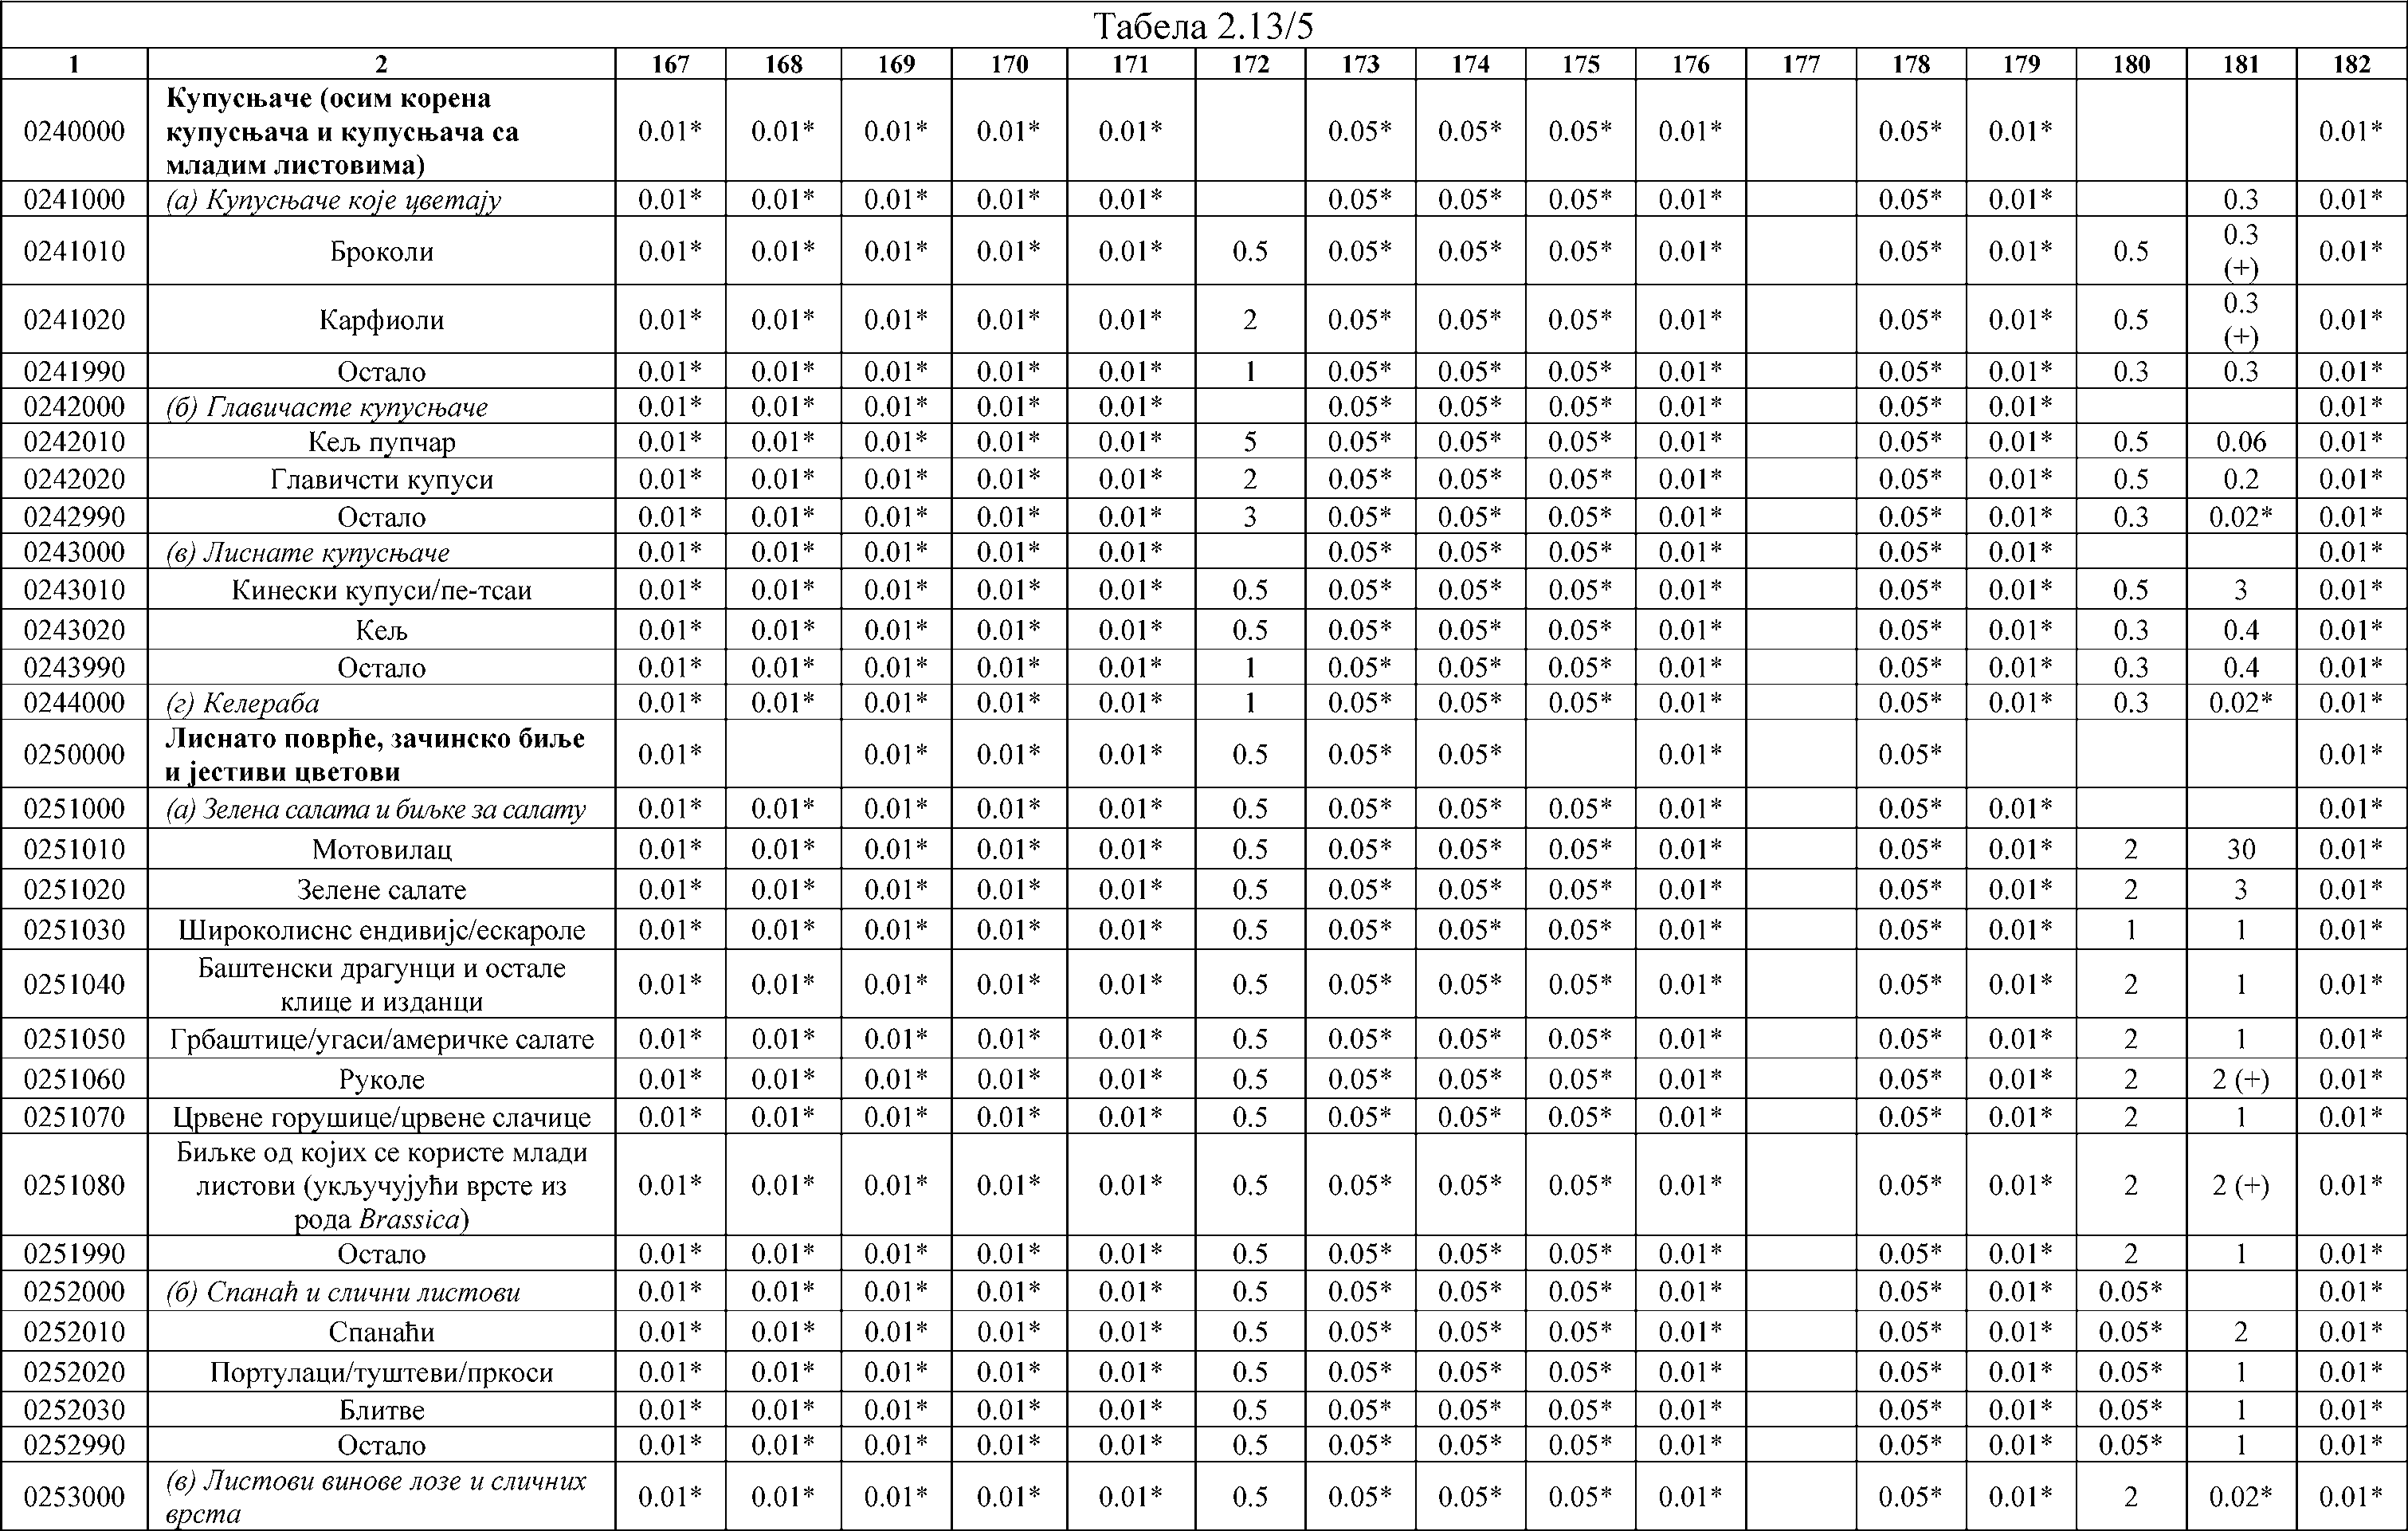 Табела 2.13/5
1 2 167 168 169 170 171 172 173 174 175 176 177 178 179 180 181 182
0240000 Купусњаче (осим корена купусњача и купусњача са младим листовима) 0.01* 0.01* 0.01* 0.01* 0.01* 0.05* 0.05* 0.05* 0.01* 0.05* 0.01* 0.01*
0241000 (а) Купусњаче које цветају 0.01* 0.01* 0.01* 0.01* 0.01* 0.05* 0.05* 0.05* 0.01* 0.05* 0.01* 0.3 0.01*
0241010 Броколи 0.01* 0.01* 0.01* 0.01* 0.01* 0.5 0.05* 0.05* 0.05* 0.01* 0.05* 0.01* 0.5 0.3 (+) 0.01*
0241020 Карфиоли 0.01* 0.01* 0.01* 0.01* 0.01* 2 0.05* 0.05* 0.05* 0.01* 0.05* 0.01* 0.5 0.3 (+) 0.01*
0241990 Остало 0.01* 0.01* 0.01* 0.01* 0.01* 1 0.05* 0.05* 0.05* 0.01* 0.05* 0.01* 0.3 0.3 0.01*
0242000 (б) Главичасте купусњаче 0.01* 0.01* 0.01* 0.01* 0.01* 0.05* 0.05* 0.05* 0.01* 0.05* 0.01* 0.01*
0242010 Кељ пупчар 0.01* 0.01* 0.01* 0.01* 0.01* 5 0.05* 0.05* 0.05* 0.01* 0.05* 0.01* 0.5 0.06 0.01*
0242020 Главичсти купуси 0.01* 0.01* 0.01* 0.01* 0.01* 2 0.05* 0.05* 0.05* 0.01* 0.05* 0.01* 0.5 0.2 0.01*
0242990 Остало 0.01* 0.01* 0.01* 0.01* 0.01* 3 0.05* 0.05* 0.05* 0.01* 0.05* 0.01* 0.3 0.02* 0.01*
0243000 (в) Лиснате купусњаче 0.01* 0.01* 0.01* 0.01* 0.01* 0.05* 0.05* 0.05* 0.01* 0.05* 0.01* 0.01*
0243010 Кинески купуси/пе-тсаи 0.01* 0.01* 0.01* 0.01* 0.01* 0.5 0.05* 0.05* 0.05* 0.01* 0.05* 0.01* 0.5 3 0.01*
0243020 Кељ 0.01* 0.01* 0.01* 0.01* 0.01* 0.5 0.05* 0.05* 0.05* 0.01* 0.05* 0.01* 0.3 0.4 0.01*
0243990 Остало 0.01* 0.01* 0.01* 0.01* 0.01* 1 0.05* 0.05* 0.05* 0.01* 0.05* 0.01* 0.3 0.4 0.01*
0244000 (г) Келераба 0.01* 0.01* 0.01* 0.01* 0.01* 1 0.05* 0.05* 0.05* 0.01* 0.05* 0.01* 0.3 0.02* 0.01*
0250000 Лиснато поврће, зачинско биље и јестиви цветови 0.01* 0.01* 0.01* 0.01* 0.5 0.05* 0.05* 0.01* 0.05* 0.01*
0251000 (а) Зелена салата и биљке за салату 0.01* 0.01* 0.01* 0.01* 0.01* 0.5 0.05* 0.05* 0.05* 0.01* 0.05* 0.01* 0.01*
0251010 Мотовилац 0.01* 0.01* 0.01* 0.01* 0.01* 0.5 0.05* 0.05* 0.05* 0.01* 0.05* 0.01* 2 30 0.01*
0251020 Зелене салате 0.01* 0.01* 0.01* 0.01* 0.01* 0.5 0.05* 0.05* 0.05* 0.01* 0.05* 0.01* 2 3 0.01*
0251030 Широколиснс ендивијс/ескароле 0.01* 0.01* 0.01* 0.01* 0.01* 0.5 0.05* 0.05* 0.05* 0.01* 0.05* 0.01* 1 1 0.01*
0251040 Баштенски драгунци и остале клице и изданци 0.01* 0.01* 0.01* 0.01* 0.01* 0.5 0.05* 0.05* 0.05* 0.01* 0.05* 0.01* 2 1 0.01*
0251050 Грбаштице/угаси/америчке салате 0.01* 0.01* 0.01* 0.01* 0.01* 0.5 0.05* 0.05* 0.05* 0.01* 0.05* 0.01* 2 1 0.01*
0251060 Руколе 0.01* 0.01* 0.01* 0.01* 0.01* 0.5 0.05* 0.05* 0.05* 0.01* 0.05* 0.01* 2 2 (+) 0.01*
0251070 Црвене горушице/црвене слачице 0.01* 0.01* 0.01* 0.01* 0.01* 0.5 0.05* 0.05* 0.05* 0.01* 0.05* 0.01* 2 1 0.01*
0251080 Биљке од којих се користе млади листови (укључујући врсте из рода Brassica) 0.01* 0.01* 0.01* 0.01* 0.01* 0.5 0.05* 0.05* 0.05* 0.01* 0.05* 0.01* 2 2 (+) 0.01*
0251990 Остало 0.01* 0.01* 0.01* 0.01* 0.01* 0.5 0.05* 0.05* 0.05* 0.01* 0.05* 0.01* 2 1 0.01*
0252000 (б) Спанаћ и слични листови 0.01* 0.01* 0.01* 0.01* 0.01* 0.5 0.05* 0.05* 0.05* 0.01* 0.05* 0.01* 0.05* 0.01*
0252010 Спанаћи 0.01* 0.01* 0.01* 0.01* 0.01* 0.5 0.05* 0.05* 0.05* 0.01* 0.05* 0.01* 0.05* 2 0.01*
0252020 Портулаци/туштеви/пркоси 0.01* 0.01* 0.01* 0.01* 0.01* 0.5 0.05* 0.05* 0.05* 0.01* 0.05* 0.01* 0.05* 1 0.01*
0252030 Блитве 0.01* 0.01* 0.01* 0.01* 0.01* 0.5 0.05* 0.05* 0.05* 0.01* 0.05* 0.01* 0.05* 1 0.01*
0252990 Остало 0.01* 0.01* 0.01* 0.01* 0.01* 0.5 0.05* 0.05* 0.05* 0.01* 0.05* 0.01* 0.05* 1 0.01*
0253000 (в) Листови винове лозе и сличних врста 0.01* 0.01* 0.01* 0.01* 0.01* 0.5 0.05* 0.05* 0.05* 0.01* 0.05* 0.01* 2 0.02* 0.01*